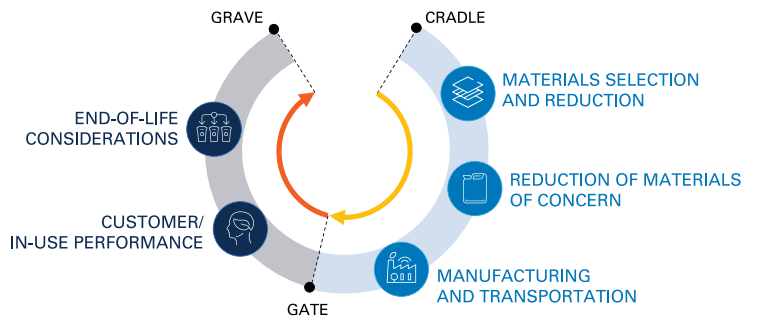 GRAVE
CRADLE
MATERIALS SELECTION
AND REDUCTION
REDUCTION OF MATERIALS
OF CONCERN
MANUFACTURING
AND TRANSPORTATION
GATE
CUSTOMER/
IN-USE PERFORMANCE
END-OF-LIFE
CONSIDERATIONS